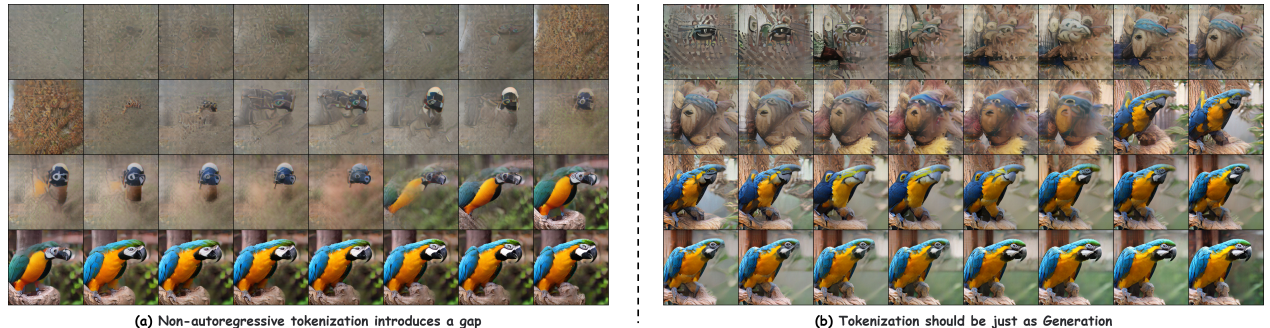 (a) Non-autoregressive tokenization introduces a gap
(b) Tokenization should be just as Generation